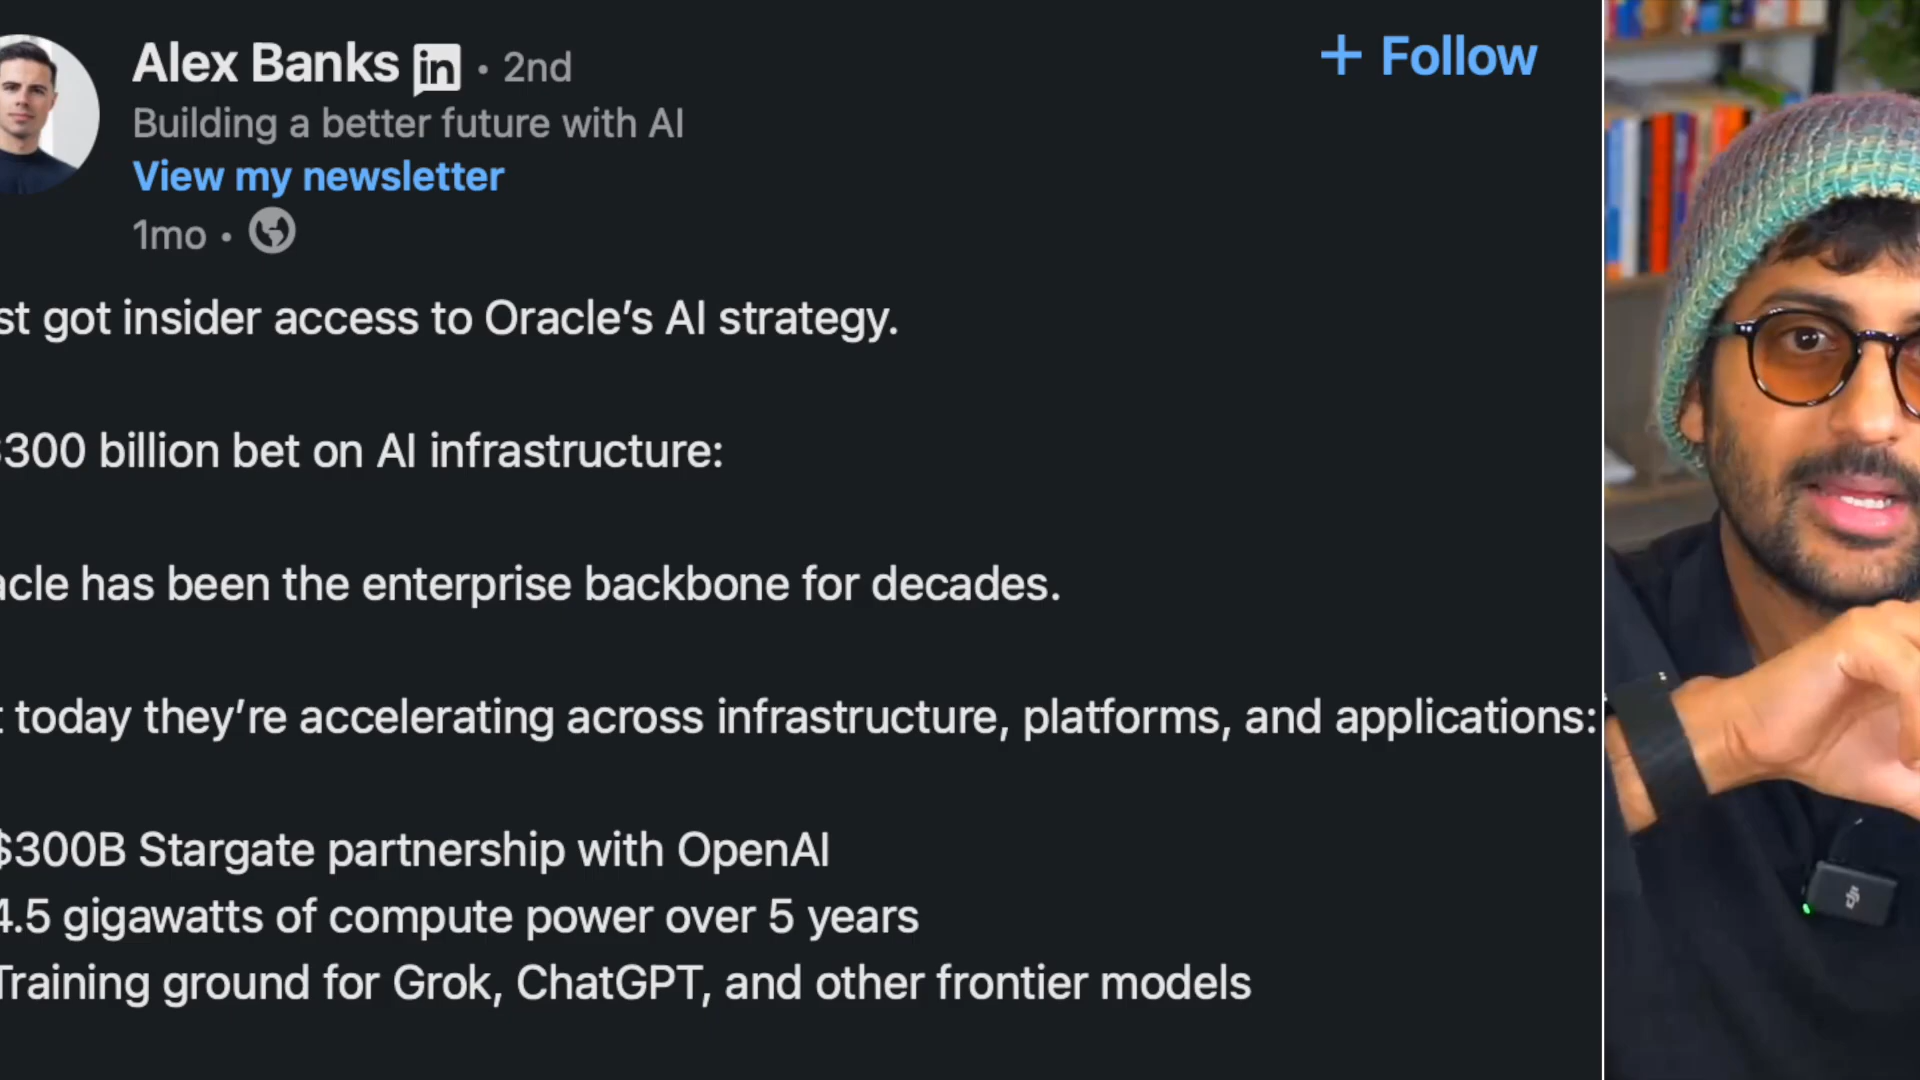 Alex Banks in • 2nd
+ Follow
Building a better future with AI
View my newsletter
1mo •
got insider access to Oracle's AI strategy.
$300 billion bet on AI infrastructure:
has been the enterprise backbone for decades.
today they're accelerating across infrastructure, platforms, and applications:
$300B Stargate partnership with OpenAI
4.5 gigawatts of compute power over 5 years
Training ground for Grok, ChatGPT, and other frontier models